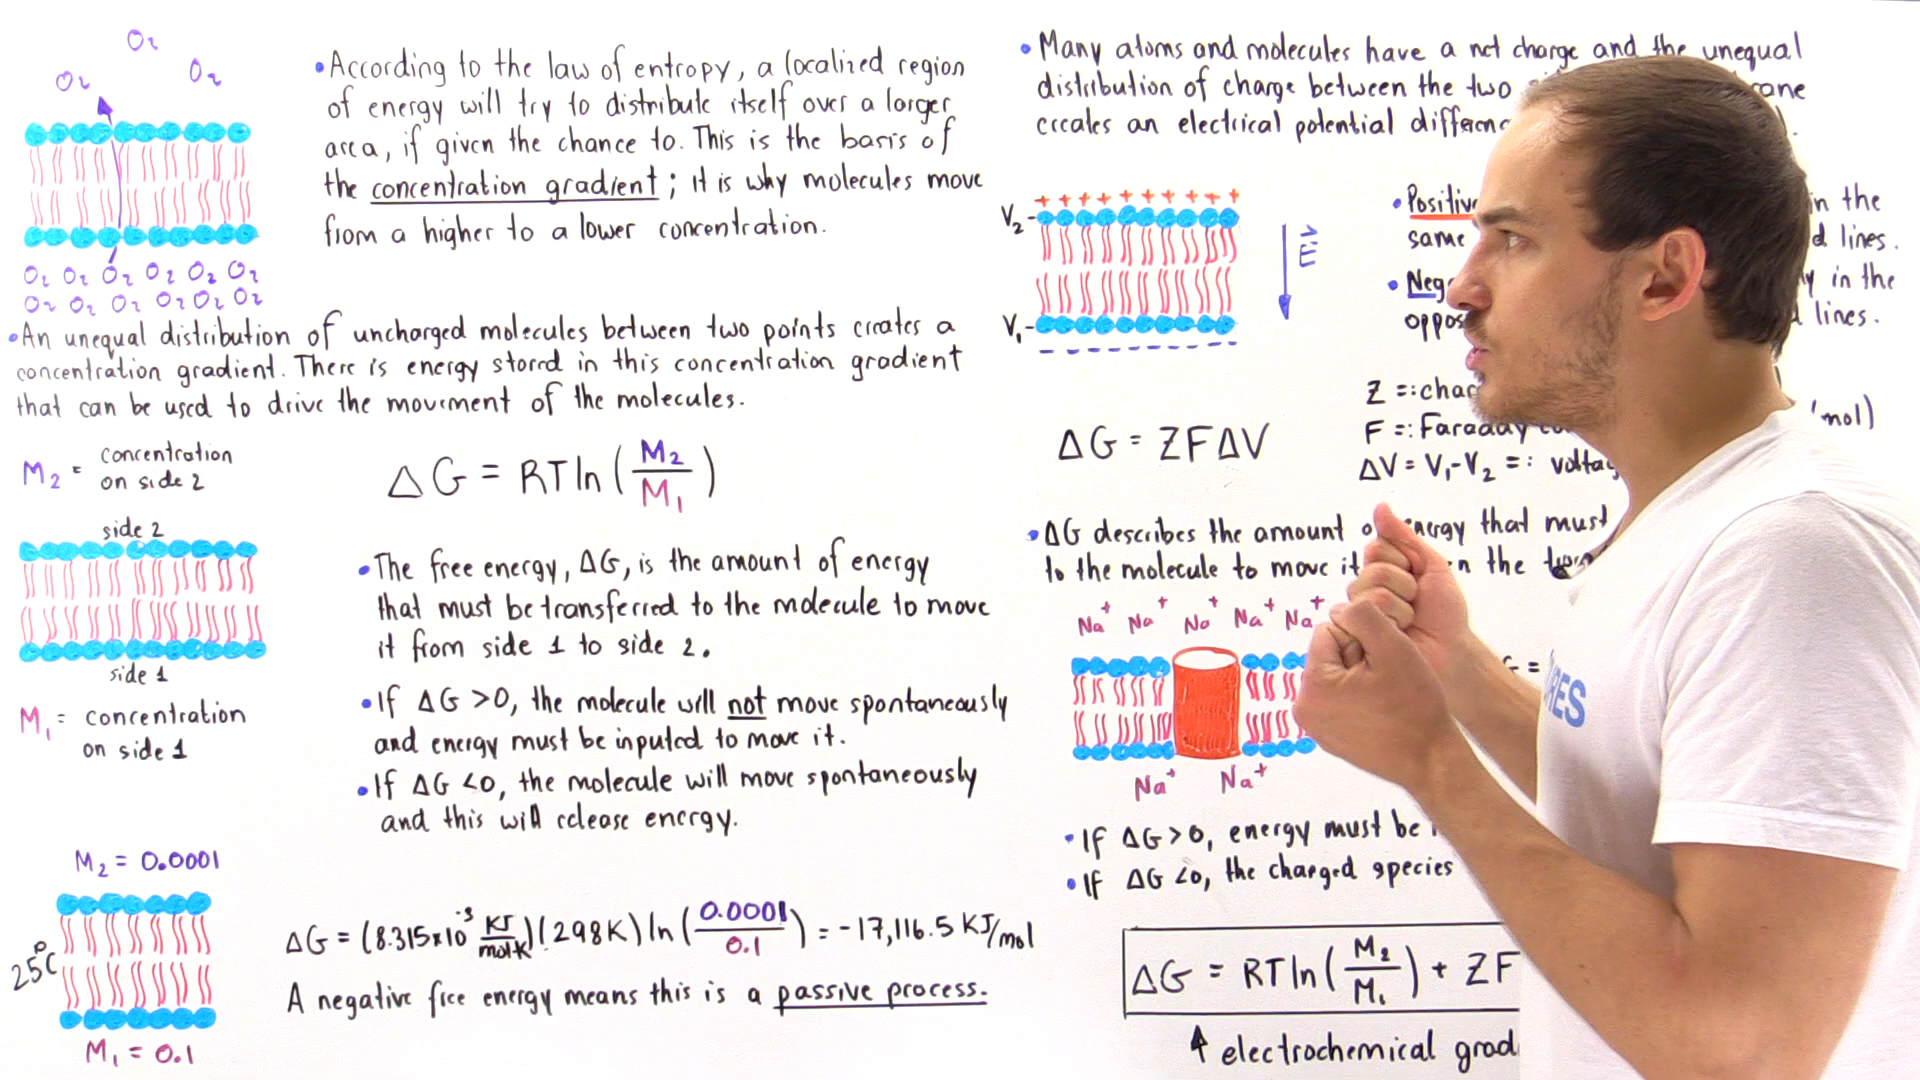 O₂
O₂ O₂
O₂ O₂ O₂ O₂ O₂ O₂
O₂ O₂ O₂ O₂ O₂ O₂
•According to the law of entropy, a localized region
of energy will try to distribute itself over a larger
area, if given the chance to. This is the basis of
the concentration gradient; it is why molecules move
from a higher to a lower concentration.
•An unequal distribution of uncharged molecules between two points creates a
concentration gradient. There is energy stored in this concentration gradient
that can be used to drive the movement of the molecules.
M₂ = concentration
on side 2
side 2
side 1
M₁ = concentration
on side 1
ΔG = RTln(M₂/M₁)
•The free energy, ΔG, is the amount of energy
that must be transferred to the molecule to move
it from side 1 to side 2.
•If ΔG >0, the molecule will not move spontaneously
and energy must be inputed to move it.
•If ΔG <0, the molecule will move spontaneously
and this will release energy.
M₂ = 0.0001
25°C
M₁ = 0.1
ΔG = (8.315x10⁻³ KJ/mol·K)(298K) ln(0.0001/0.1) = -17,116.5 KJ/mol
A negative free energy means this is a passive process.
•Many atoms and molecules have a net charge and the unequal
distribution of charge between the two
creates an electrical potential
+ + + + + + + + + +
V₂
V₁
E
•Positive in the
same lines.
• in the
lines.
ΔG = ZFΔV
Z =:
F =: Faraday mol)
ΔV = V₁-V₂ =:
•ΔG describes the amount energy that must
to the molecule to move it the
Na⁺ Na⁺ Na⁺ Na⁺ Na⁺
Na⁺ Na⁺
=
•If ΔG>0, energy must be
•If ΔG<0, the charged species
ΔG = RTln(M₂/M₁) + ZF
electrochemical